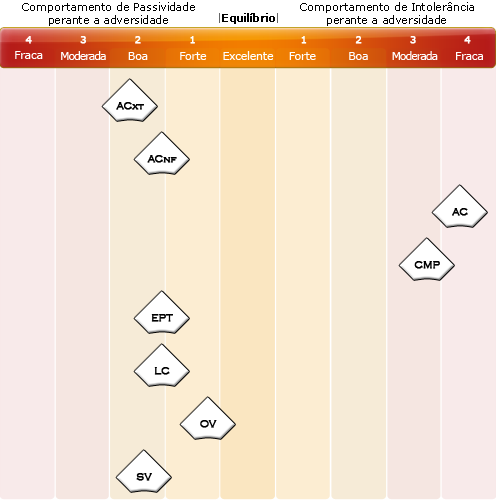 Comportamento de Passividade
perante a adversidade
|Equilíbrio|
Comportamento de Intolerância
perante a adversidade
4 3 2 1 1 2 3 4
Fraca Moderada Boa Forte Excelente Forte Boa Moderada Fraca
ACXT
ACNF
AC
CMP
EPT
LC
OV
SV